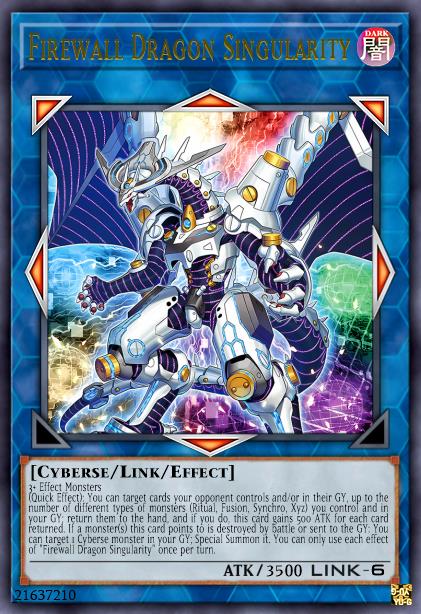 Firewall Dragon Singularity
DARK
闇
[Cyberse/Link/Effect]
3+ Effect Monsters
(Quick Effect): You can target cards your opponent controls and/or in their GY, up to the
number of different types of monsters (Ritual, Fusion, Synchro, Xyz) you control and in
your GY; return them to the hand, and if you do, this card gains 500 ATK for each card
returned. If a monster(s) this card points to is destroyed by battle or sent to the GY: You
can target 1 Cyberse monster in your GY; Special Summon it. You can only use each
effect of "Firewall Dragon Singularity" once per turn.
ATK/3500 LINK-6
21637210